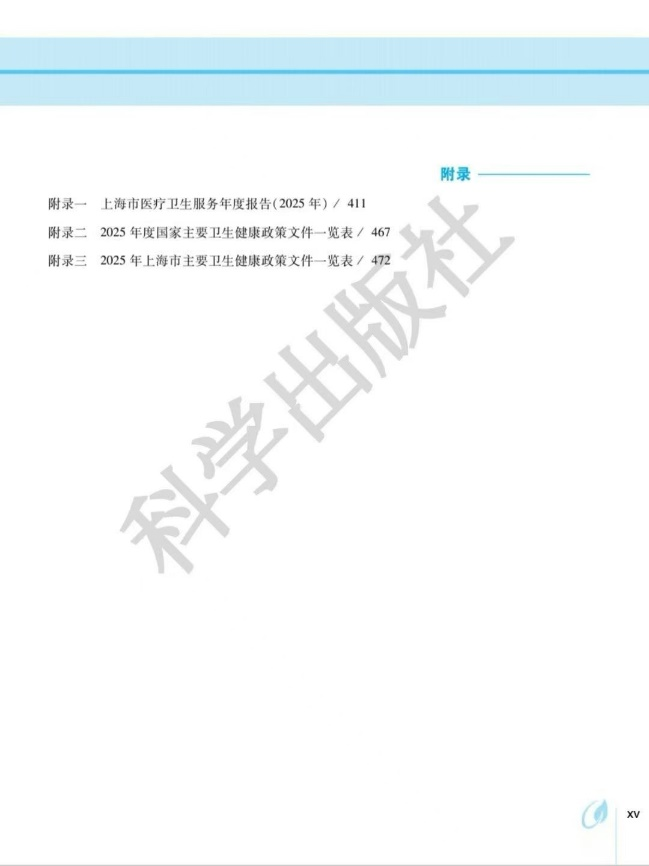 附录
附录一 上海市医疗卫生服务年度报告(2025 年) / 411
附录二 2025 年度国家主要卫生健康政策文件一览表 / 467
附录三 2025 年上海市主要卫生健康政策文件一览表 / 472
科学出版社
XV